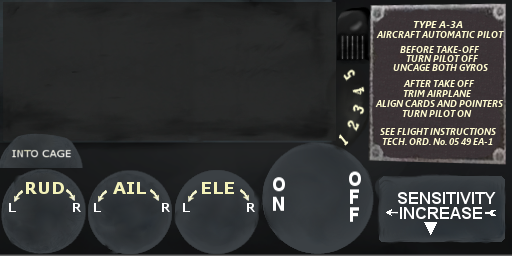 TYPE A-3A
AIRCRAFT AUTOMATIC PILOT
BEFORE TAKE-OFF
TURN PILOT OFF
UNCAGE BOTH GYROS
AFTER TAKE OFF
TRIM AIRPLANE
ALIGN CARDS AND POINTERS
TURN PILOT ON
SEE FLIGHT INSTRUCTIONS
TECH. ORD. No. 05 49 EA-1
5
4
3
2
1
INTO CAGE
RUD
L R
AIL
L R
ELE
L R
ON
OFF
SENSITIVITY
INCREASE